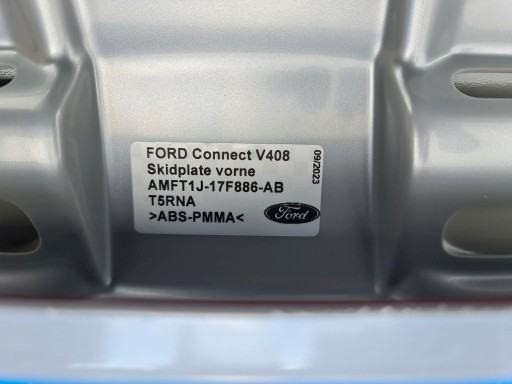 FORD Connect V408
Skidplate vorne
AMFT1J-17F886-AB
T5RNA
>ABS-PMMA<
Ford
09/2023